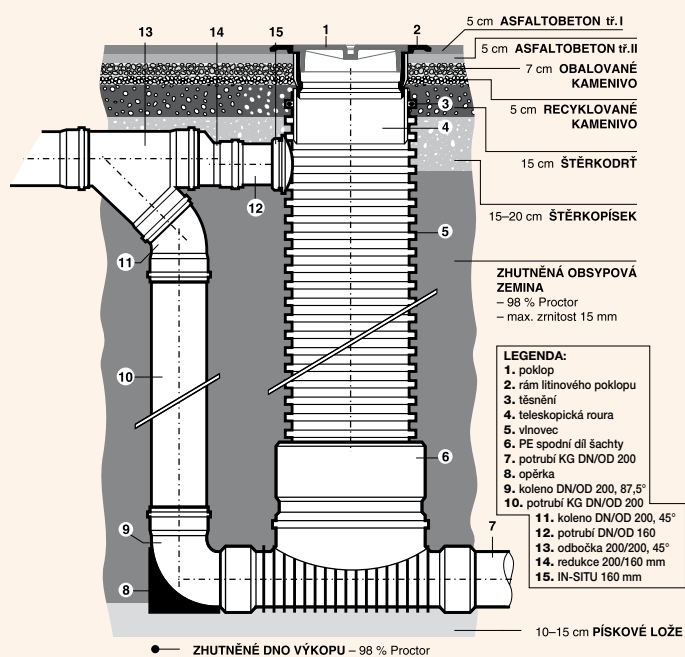 13
14
15
1
2
5 cm ASFALTOBETON tř. I
5 cm ASFALTOBETON tř. II
7 cm OBALOVANÉ
KAMENIVO
5 cm RECYKLOVANÉ
KAMENIVO
3
4
15 cm ŠTĚRKODRŤ
12
15–20 cm ŠTĚRKOPÍSEK
5
11
ZHUTNĚNÁ OBSYPOVÁ
ZEMINA
– 98 % Proctor
– max. zrnitost 15 mm
10
LEGENDA:
1. poklop
2. rám litinového poklopu
3. těsnění
4. teleskopická roura
5. vlnovec
6. PE spodní díl šachty
7. potrubí KG DN/OD 200
8. opěrka
9. koleno DN/OD 200, 87,5°
10. potrubí KG DN/OD 200
11. koleno DN/OD 200, 45°
12. potrubí DN/OD 160
13. odbočka 200/200, 45°
14. redukce 200/160 mm
15. IN-SITU 160 mm
6
9
7
8
10–15 cm PÍSKOVÉ LOŽE
ZHUTNĚNÉ DNO VÝKOPU – 98 % Proctor